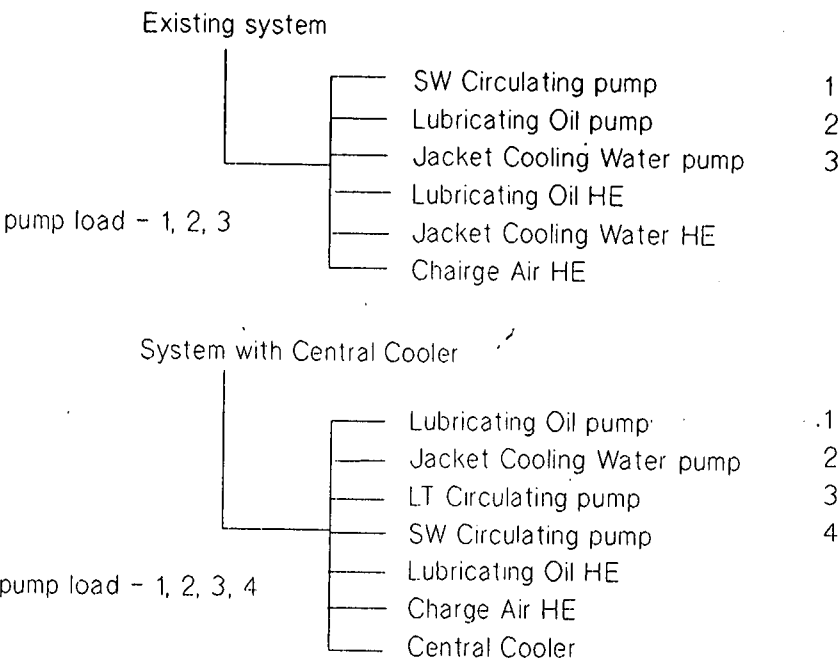 Existing system
SW Circulating pump 1
Lubricating Oil pump 2
Jacket Cooling Water pump 3
Lubricating Oil HE
pump load - 1, 2, 3
Jacket Cooling Water HE
Chairge Air HE
System with Central Cooler
Lubricating Oil pump 1
Jacket Cooling Water pump 2
LT Circulating pump 3
SW Circulating pump 4
Lubricating Oil HE
pump load - 1, 2, 3, 4
Charge Air HE
Central Cooler